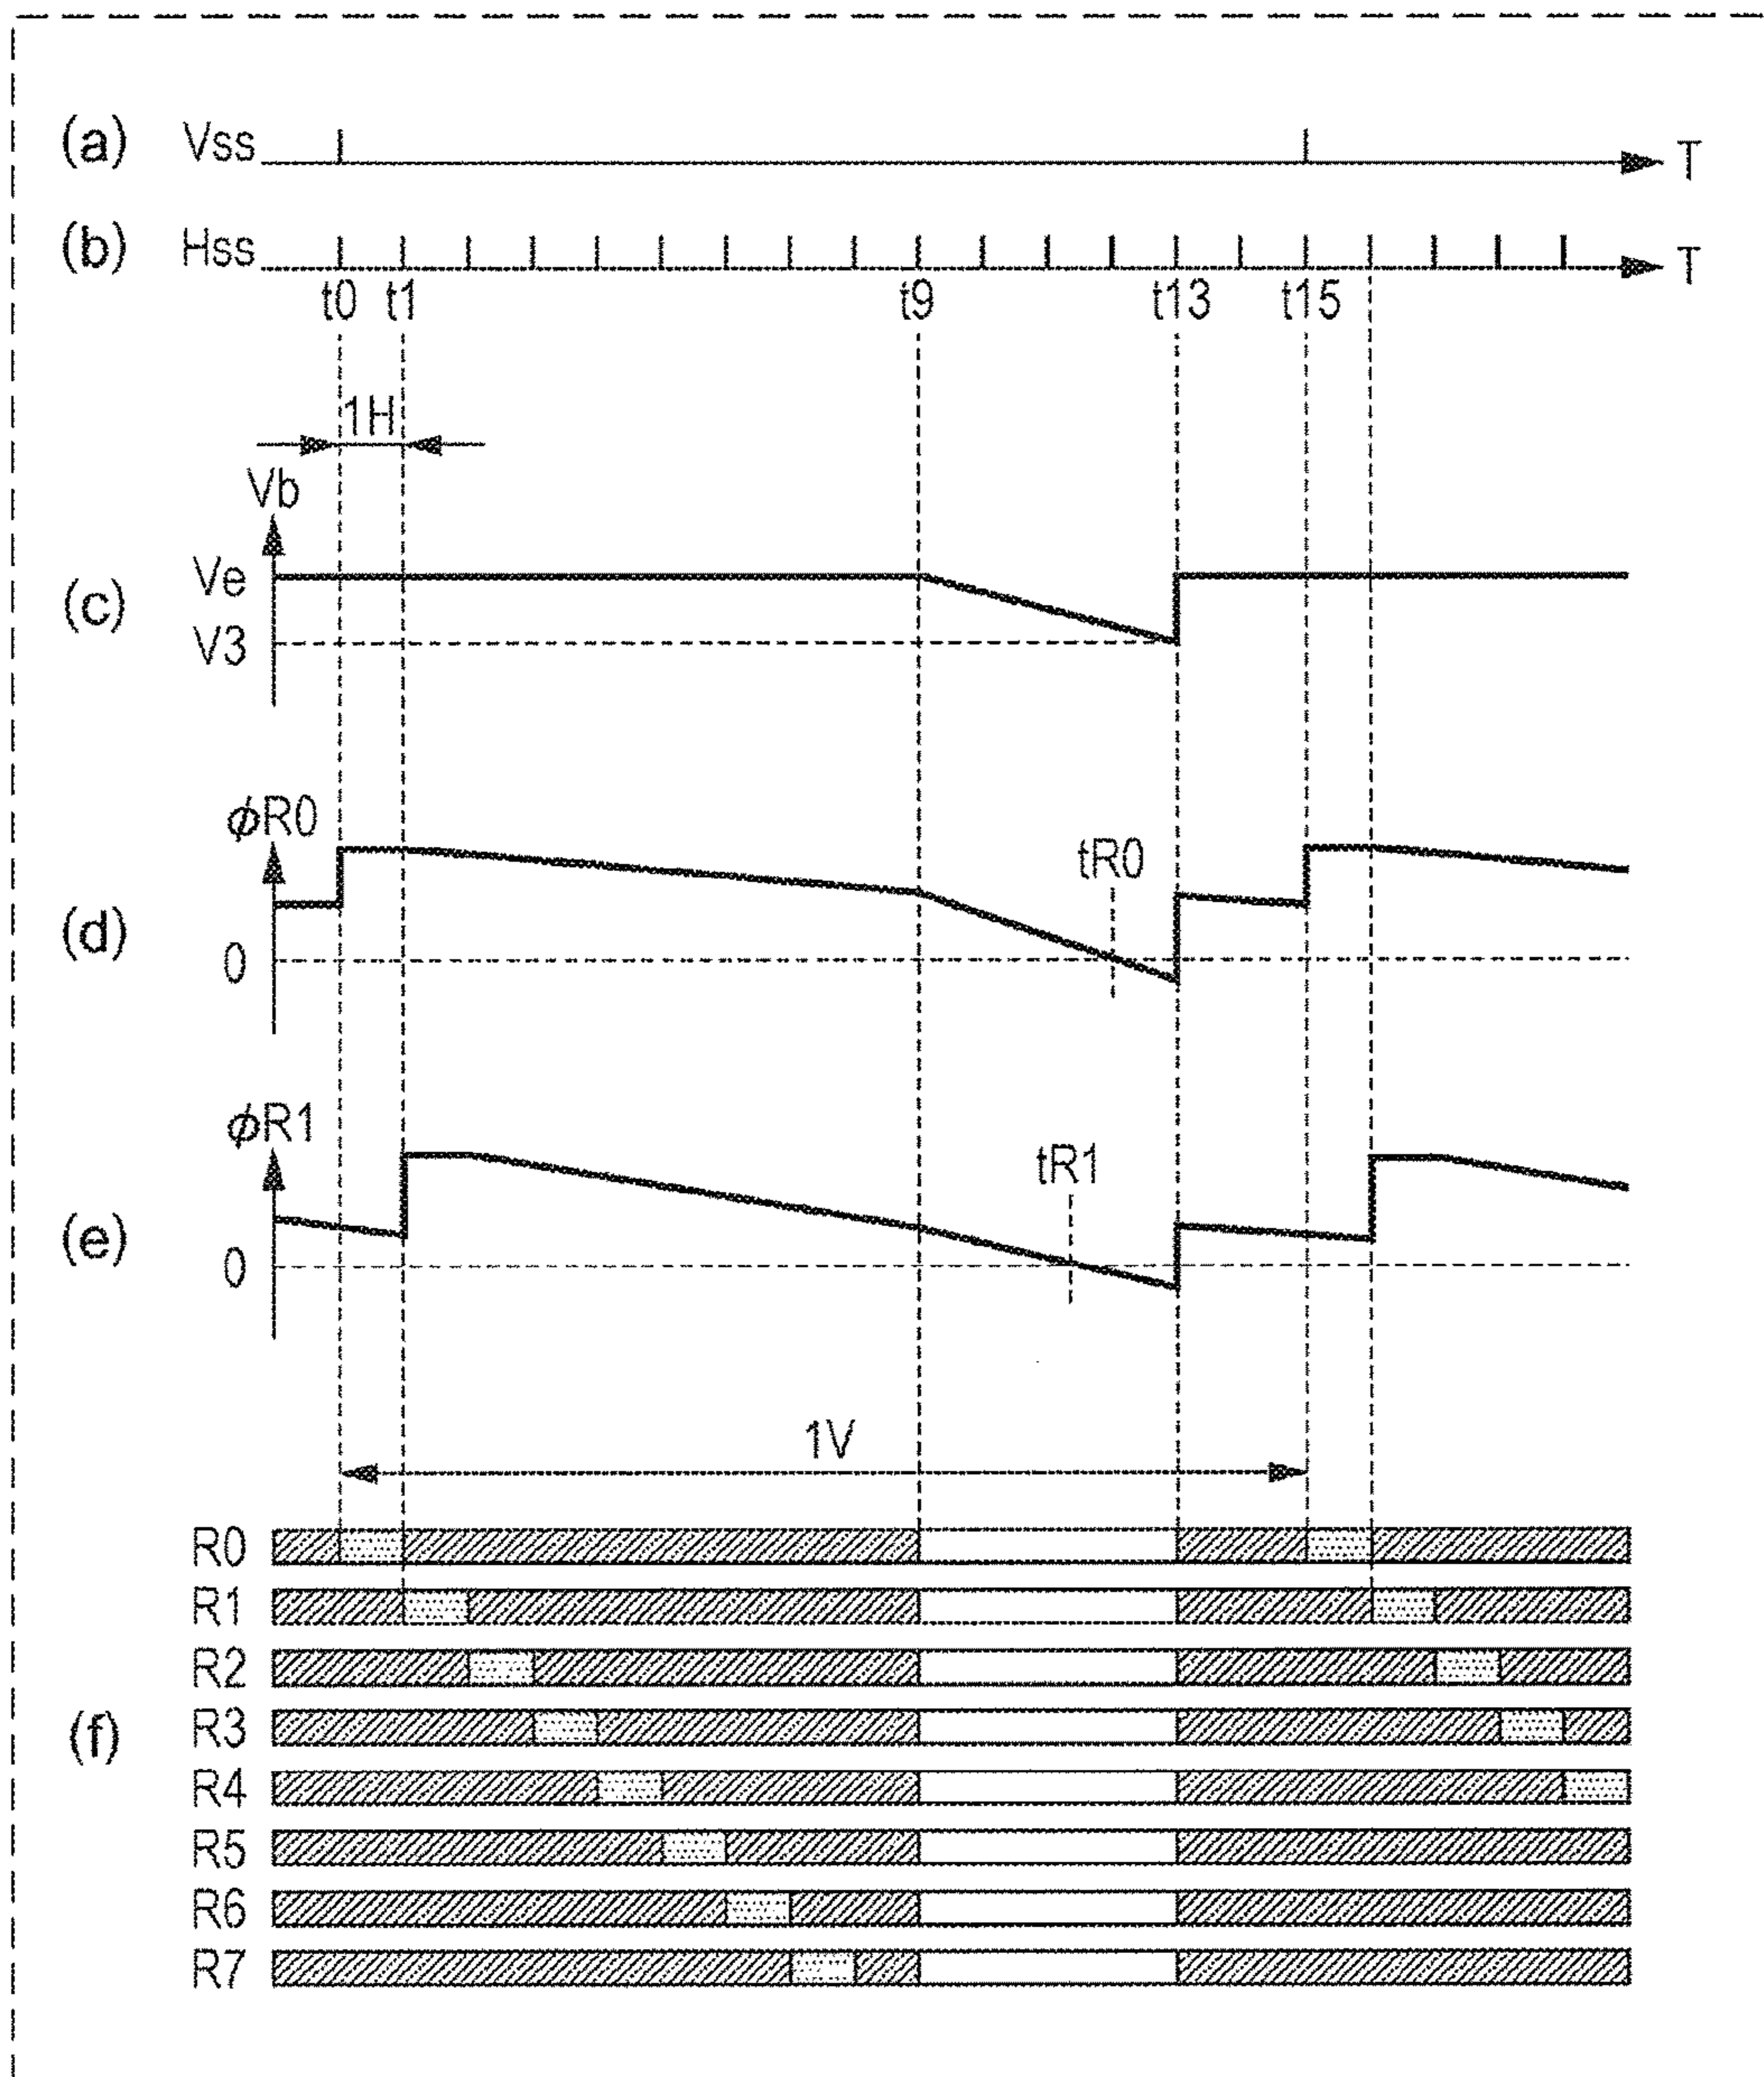 (a) Vss T
(b) Hss T
t0 t1 t9 t13 t15
1H
Vb
(c) Ve
V3
ϕR0
tR0
(d)
0
ϕR1
tR1
(e)
0
1V
R0
R1
R2
R3
(f)
R4
R5
R6
R7